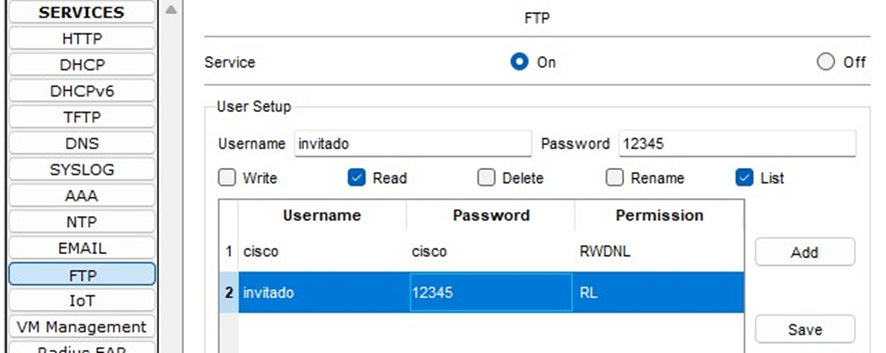 SERVICES
HTTP
DHCP
DHCPv6
TFTP
DNS
SYSLOG
AAA
NTP
EMAIL
FTP
IoT
VM Management
Radius EAP
FTP
Service On Off
User Setup
Username invitado Password 12345
Write Read Delete Rename List
Username Password Permission
1 cisco cisco RWDNL
2 invitado 12345 RL
Add
Save